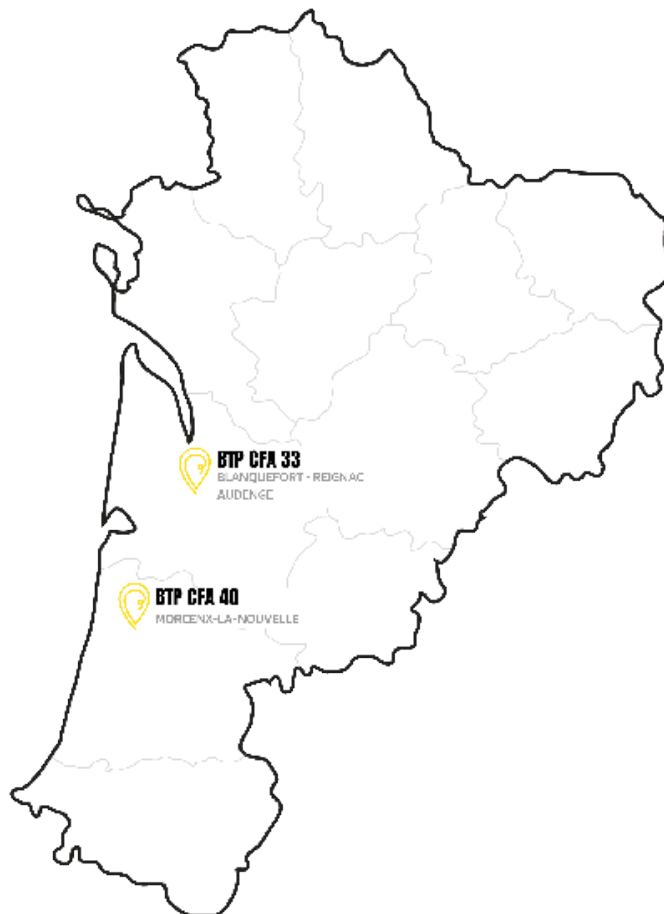 BTP CFA 33
BLANQUEFORT - REIGNAC
AUDENGE
BTP CFA 40
MORCENX-LA-NOUVELLE